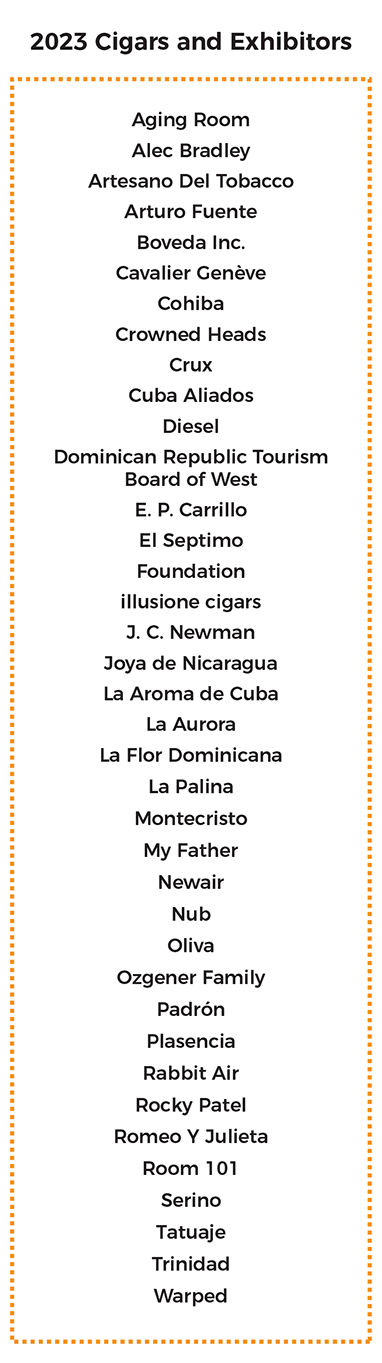 2023 Cigars and Exhibitors
Aging Room
Alec Bradley
Artesano Del Tobacco
Arturo Fuente
Boveda Inc.
Cavalier Genève
Cohiba
Crowned Heads
Crux
Cuba Aliados
Diesel
Dominican Republic Tourism
Board of West
E. P. Carrillo
El Septimo
Foundation
illusione cigars
J. C. Newman
Joya de Nicaragua
La Aroma de Cuba
La Aurora
La Flor Dominicana
La Palina
Montecristo
My Father
Newair
Nub
Oliva
Ozgener Family
Padrón
Plasencia
Rabbit Air
Rocky Patel
Romeo Y Julieta
Room 101
Serino
Tatuaje
Trinidad
Warped